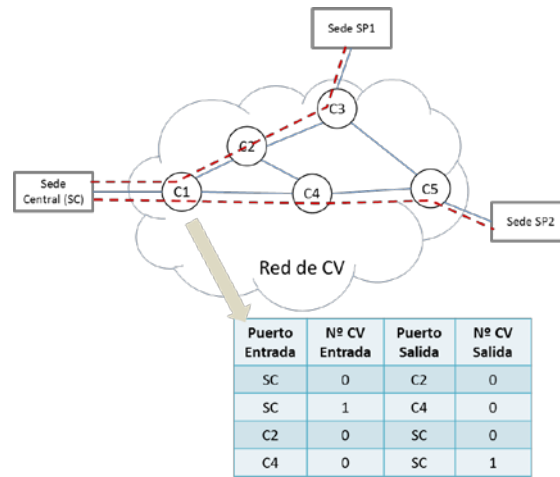 Sede SP1
C3
C2
Sede
Central (SC)
C1
C4
C5
Sede SP2
Red de CV
Puerto Entrada Nº CV Entrada Puerto Salida Nº CV Salida
SC 0 C2 0
SC 1 C4 0
C2 0 SC 0
C4 0 SC 1